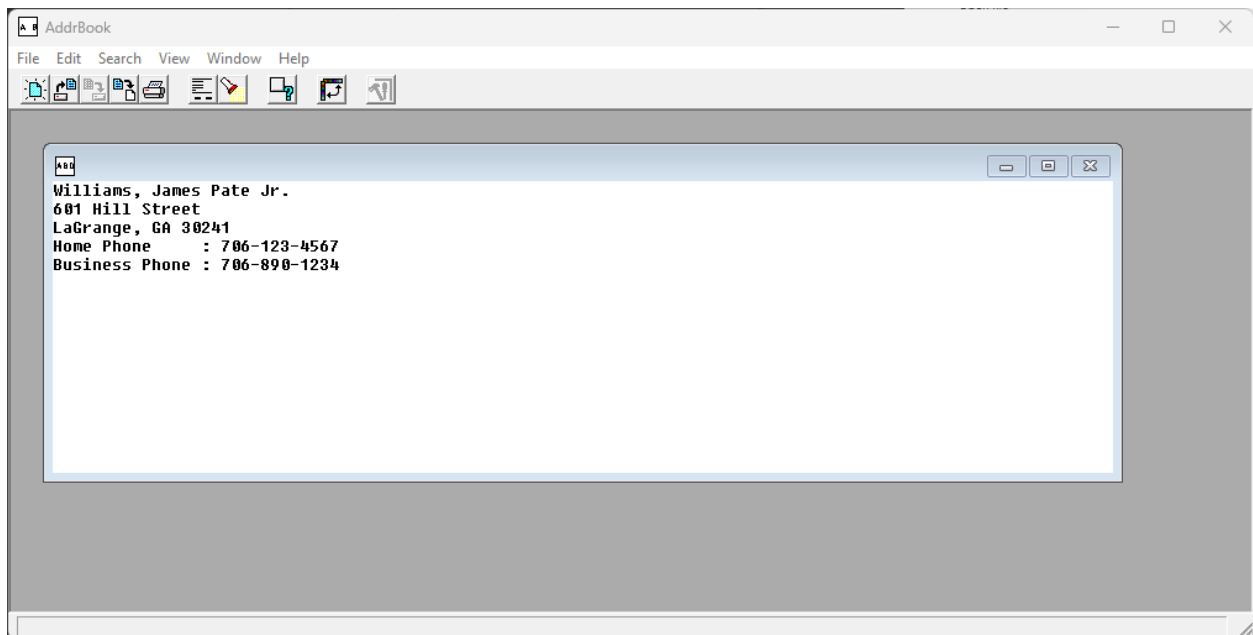 AddrBook
File Edit Search View Window Help
Williams, James Pate Jr.
601 Hill Street
LaGrange, GA 30241
Home Phone     : 706-123-4567
Business Phone : 706-890-1234